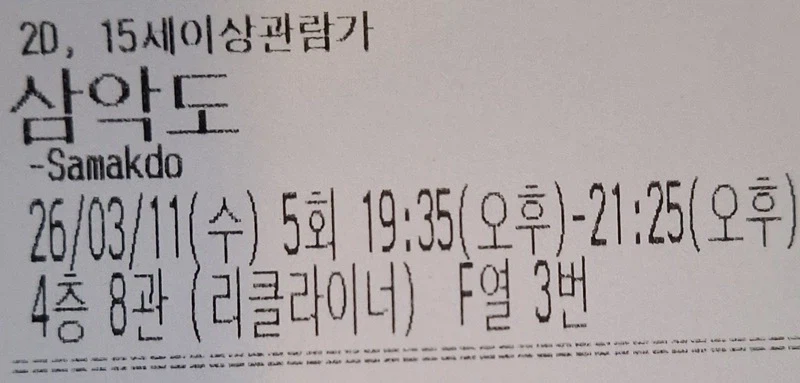 2D, 15세이상관람가
삼악도
-Samakdo
26/03/11(수) 5회 19:35(오후)-21:25(오후)
4층 8관 (리클라이너) F열 3번